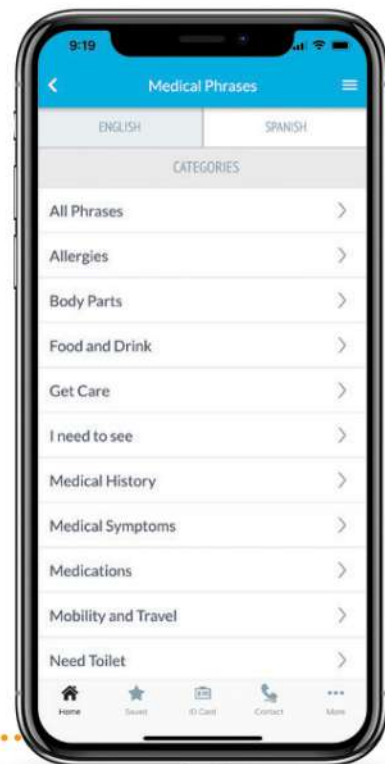 9:19
Medical Phrases
ENGLISH SPANISH
CATEGORIES
All Phrases
Allergies
Body Parts
Food and Drink
Get Care
I need to see
Medical History
Medical Symptoms
Medications
Mobility and Travel
Need Toilet
Home Saved ID Card Contact More